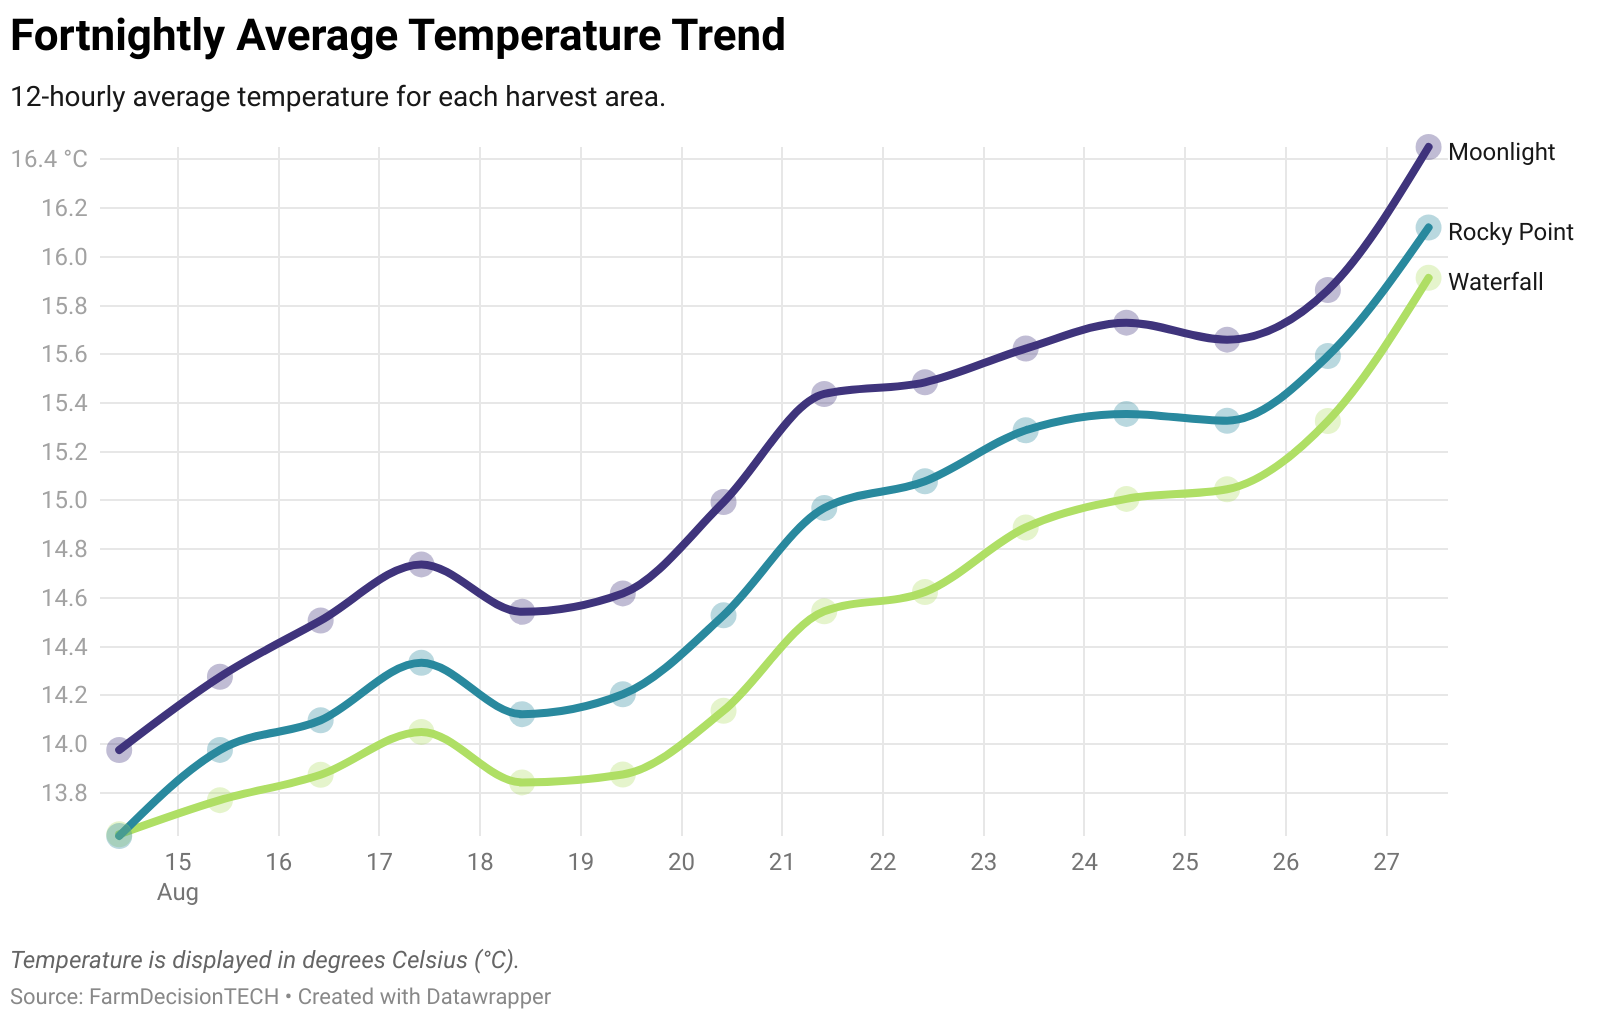 Fortnightly Average Temperature Trend
12-hourly average temperature for each harvest area.
16.4 °C
16.2
16.0
15.8
15.6
15.4
15.2
15.0
14.8
14.6
14.4
14.2
14.0
13.8
Moonlight
Rocky Point
Waterfall
15 16 17 18 19 20 21 22 23 24 25 26 27
Aug
Temperature is displayed in degrees Celsius (°C).
Source: FarmDecisionTECH • Created with Datawrapper